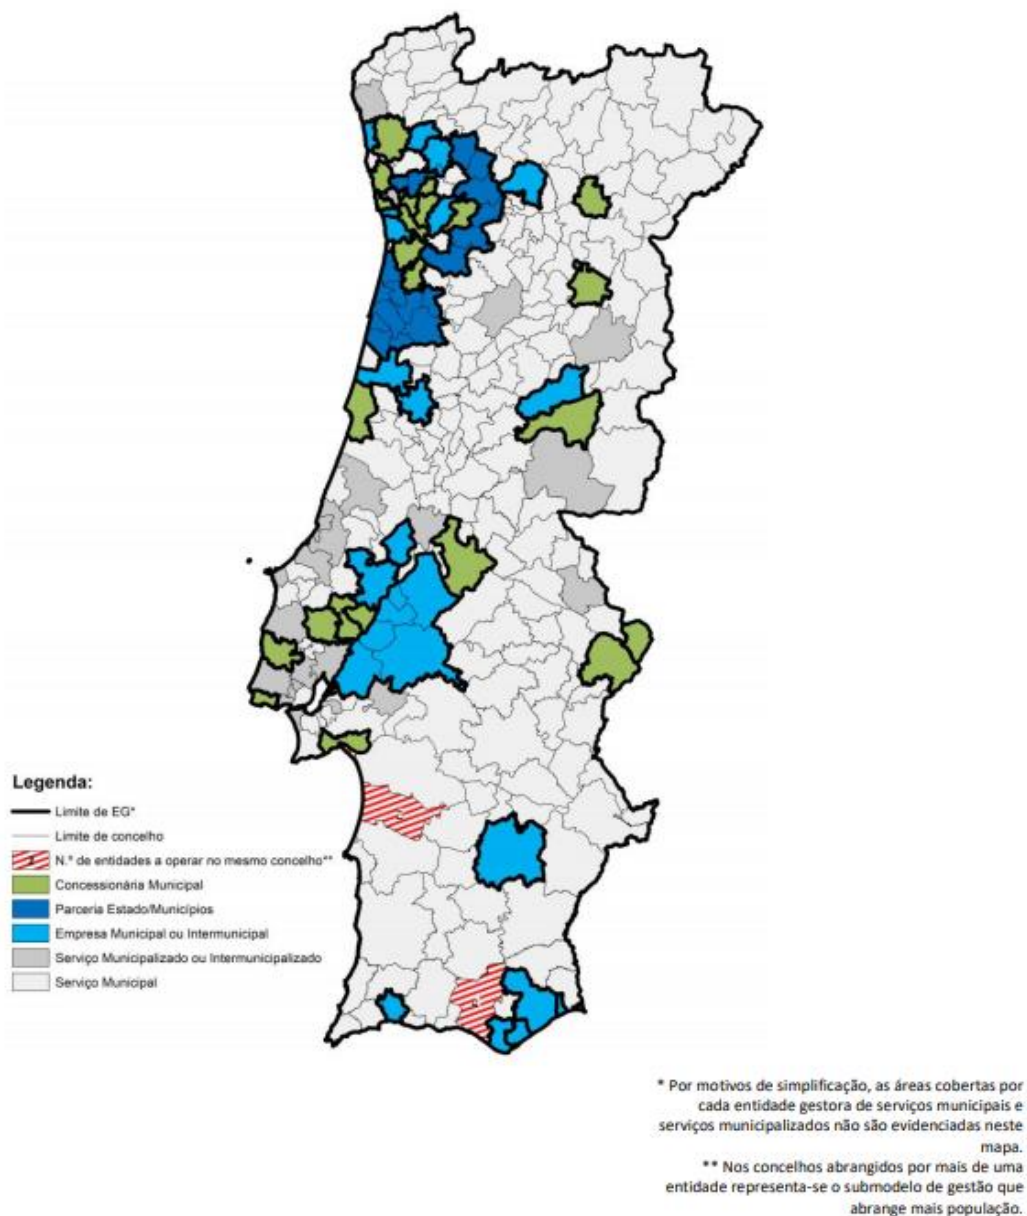 Legenda:
Limite de EG*
Limite de concelho
N.º de entidades a operar no mesmo concelho**
Concessionária Municipal
Parceria Estado/Municípios
Empresa Municipal ou Intermunicipal
Serviço Municipalizado ou Intermunicipalizado
Serviço Municipal
* Por motivos de simplificação, as áreas cobertas por
cada entidade gestora de serviços municipais e
serviços municipalizados não são evidenciadas neste
mapa.
** Nos concelhos abrangidos por mais de uma
entidade representa-se o submodelo de gestão que
abrange mais população.